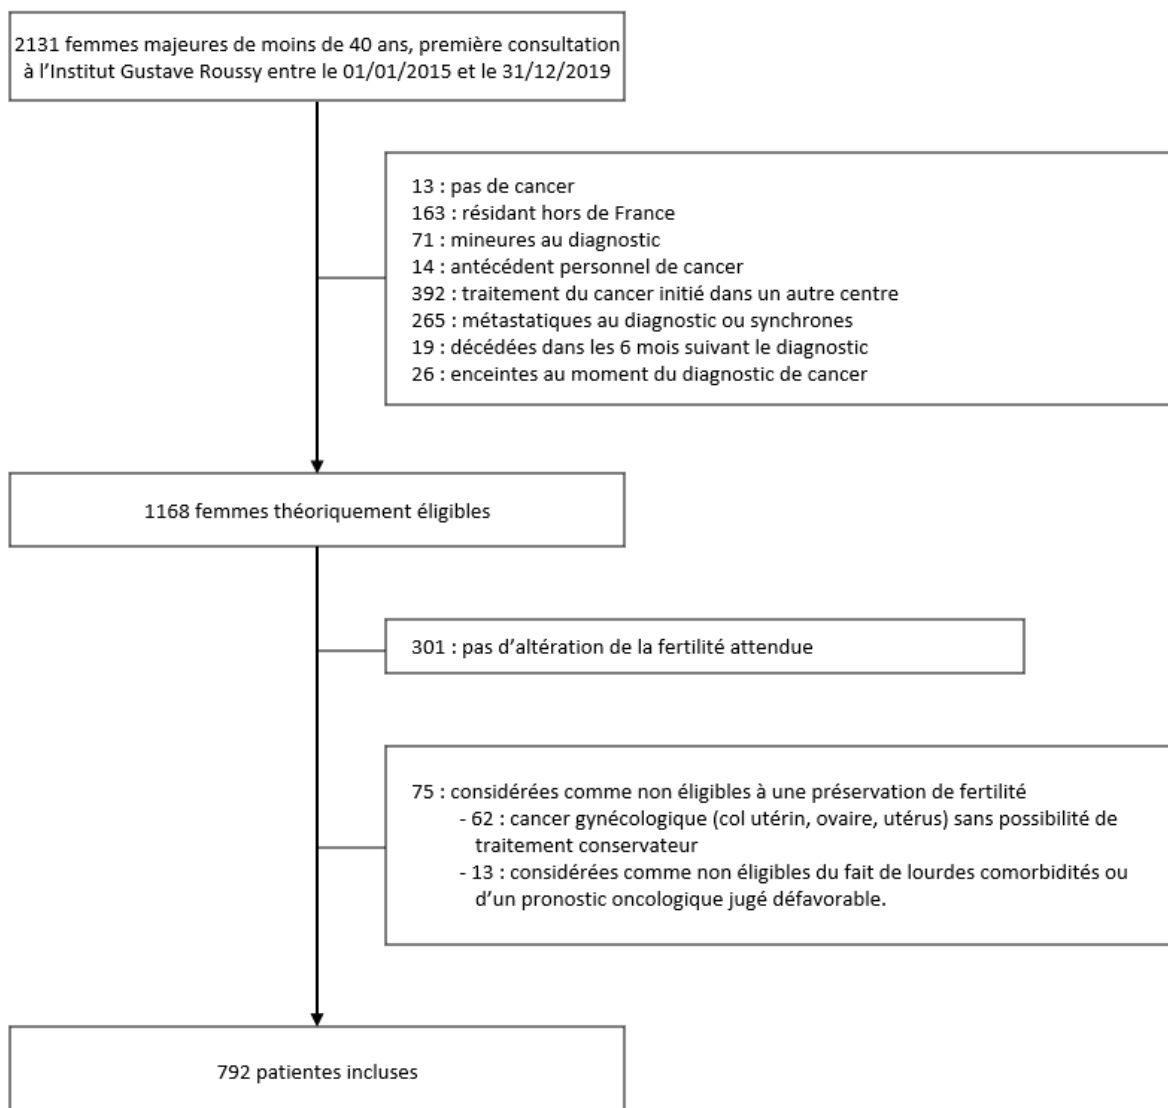 2131 femmes majeures de moins de 40 ans, première consultation
à l’Institut Gustave Roussy entre le 01/01/2015 et le 31/12/2019
13 : pas de cancer
163 : résidant hors de France
71 : mineures au diagnostic
14 : antécédent personnel de cancer
392 : traitement du cancer initié dans un autre centre
265 : métastatiques au diagnostic ou synchrones
19 : décédées dans les 6 mois suivant le diagnostic
26 : enceintes au moment du diagnostic de cancer
1168 femmes théoriquement éligibles
301 : pas d’altération de la fertilité attendue
75 : considérées comme non éligibles à une préservation de fertilité
- 62 : cancer gynécologique (col utérin, ovaire, utérus) sans possibilité de
traitement conservateur
- 13 : considérées comme non éligibles du fait de lourdes comorbidités ou
d’un pronostic oncologique jugé défavorable.
792 patientes incluses